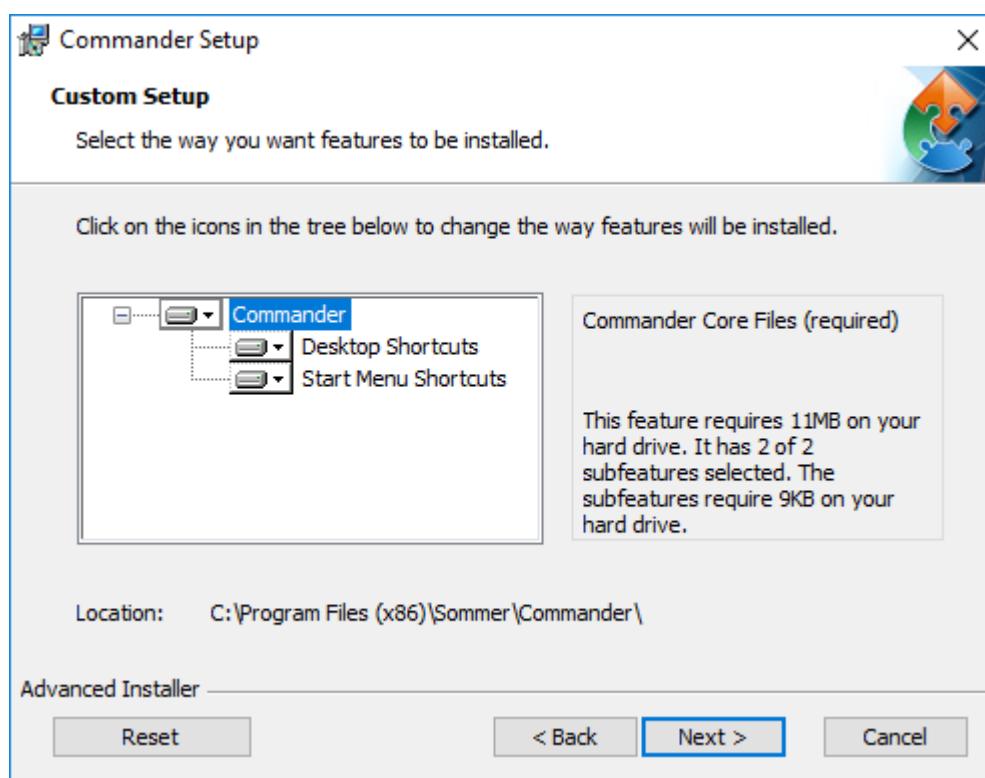 Commander Setup
Custom Setup
Select the way you want features to be installed.
Click on the icons in the tree below to change the way features will be installed.
Commander
Desktop Shortcuts
Start Menu Shortcuts
Commander Core Files (required)
This feature requires 11MB on your
hard drive. It has 2 of 2
subfeatures selected. The
subfeatures require 9KB on your
hard drive.
Location: C:\Program Files (x86)\Sommer\Commander\
Advanced Installer
Reset < Back Next > Cancel